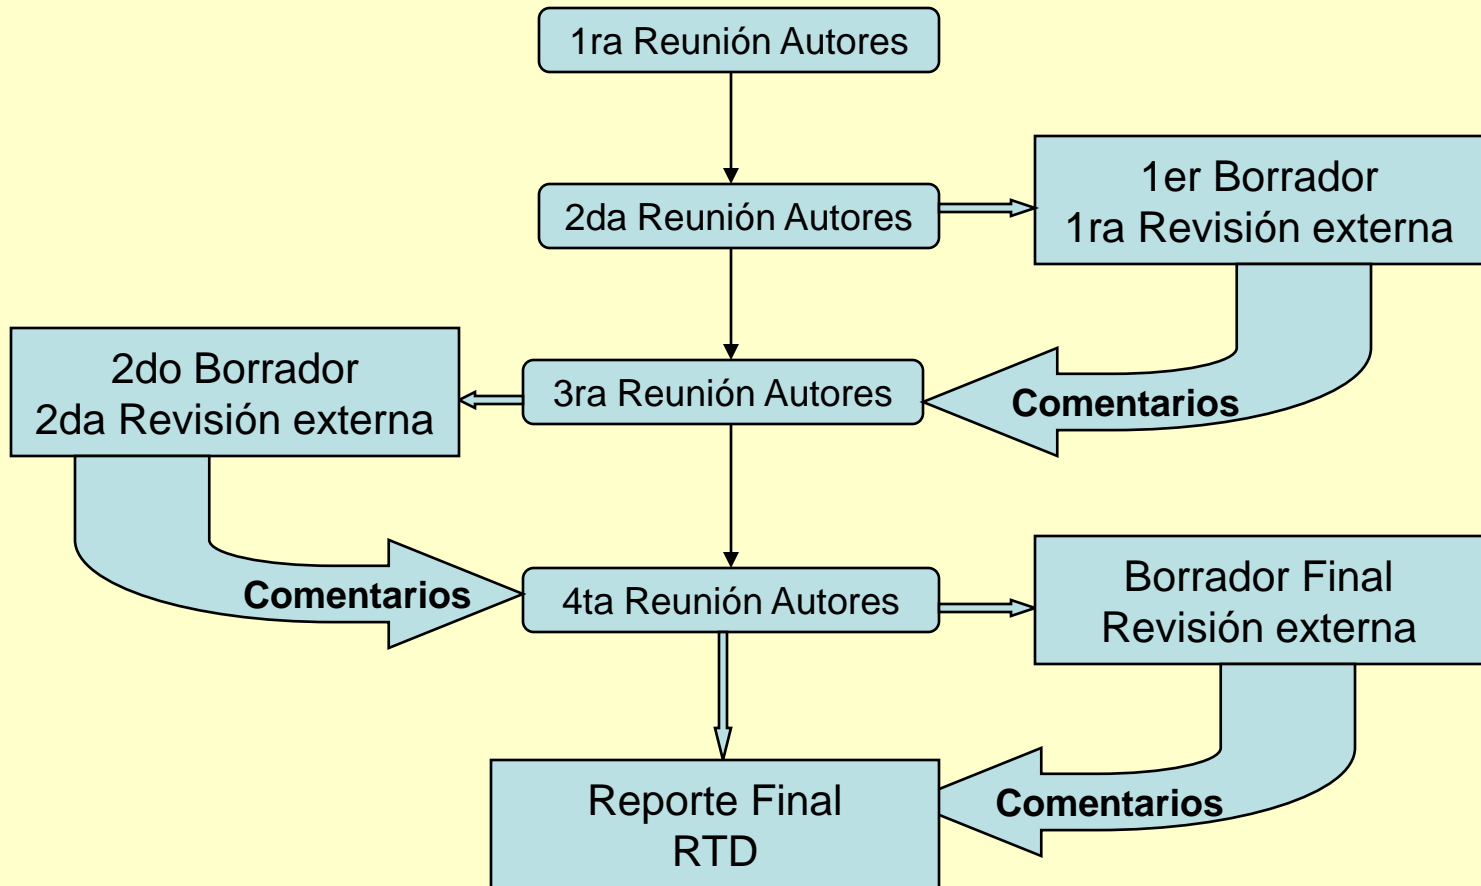 1ra Reunión Autores
2da Reunión Autores
1er Borrador
1ra Revisión externa
2do Borrador
2da Revisión externa
3ra Reunión Autores
Comentarios
Comentarios
4ta Reunión Autores
Borrador Final
Revisión externa
Reporte Final
RTD
Comentarios